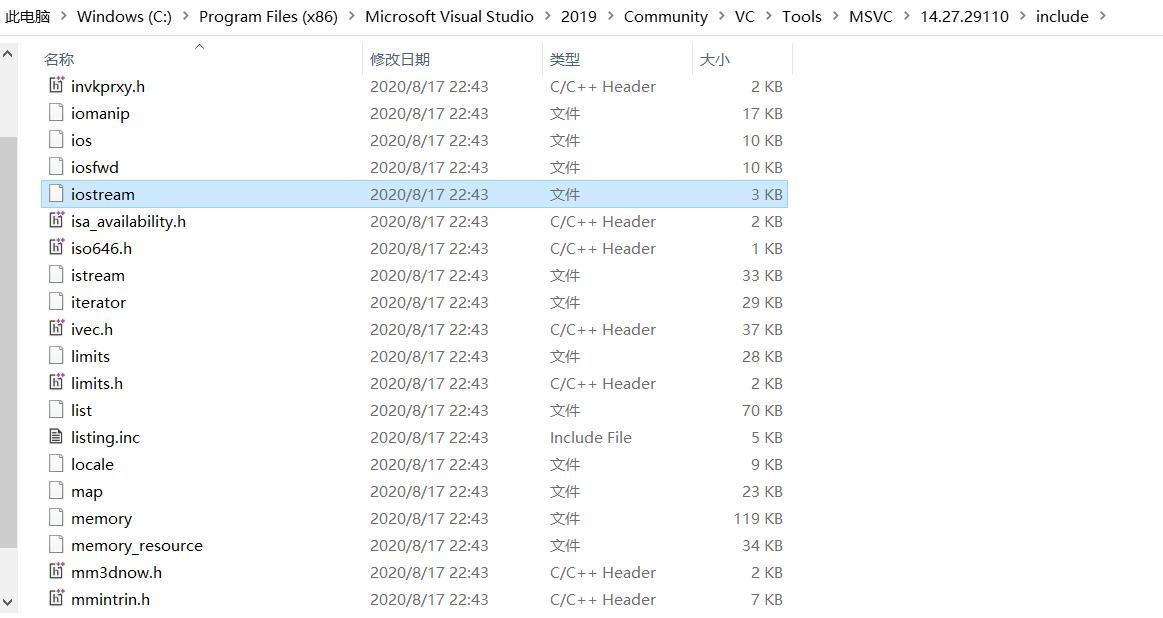 此电脑 > Windows (C:) > Program Files (x86) > Microsoft Visual Studio > 2019 > Community > VC > Tools > MSVC > 14.27.29110 > include >
名称 修改日期 类型 大小
invkprxy.h 2020/8/17 22:43 C/C++ Header 2 KB
iomanip 2020/8/17 22:43 文件 17 KB
ios 2020/8/17 22:43 文件 10 KB
iosfwd 2020/8/17 22:43 文件 10 KB
iostream 2020/8/17 22:43 文件 3 KB
isa_availability.h 2020/8/17 22:43 C/C++ Header 2 KB
iso646.h 2020/8/17 22:43 C/C++ Header 1 KB
istream 2020/8/17 22:43 文件 33 KB
iterator 2020/8/17 22:43 文件 29 KB
ivec.h 2020/8/17 22:43 C/C++ Header 37 KB
limits 2020/8/17 22:43 文件 28 KB
limits.h 2020/8/17 22:43 C/C++ Header 2 KB
list 2020/8/17 22:43 文件 70 KB
listing.inc 2020/8/17 22:43 Include File 5 KB
locale 2020/8/17 22:43 文件 9 KB
map 2020/8/17 22:43 文件 23 KB
memory 2020/8/17 22:43 文件 119 KB
memory_resource 2020/8/17 22:43 文件 34 KB
mm3dnow.h 2020/8/17 22:43 C/C++ Header 2 KB
mmintrin.h 2020/8/17 22:43 C/C++ Header 7 KB